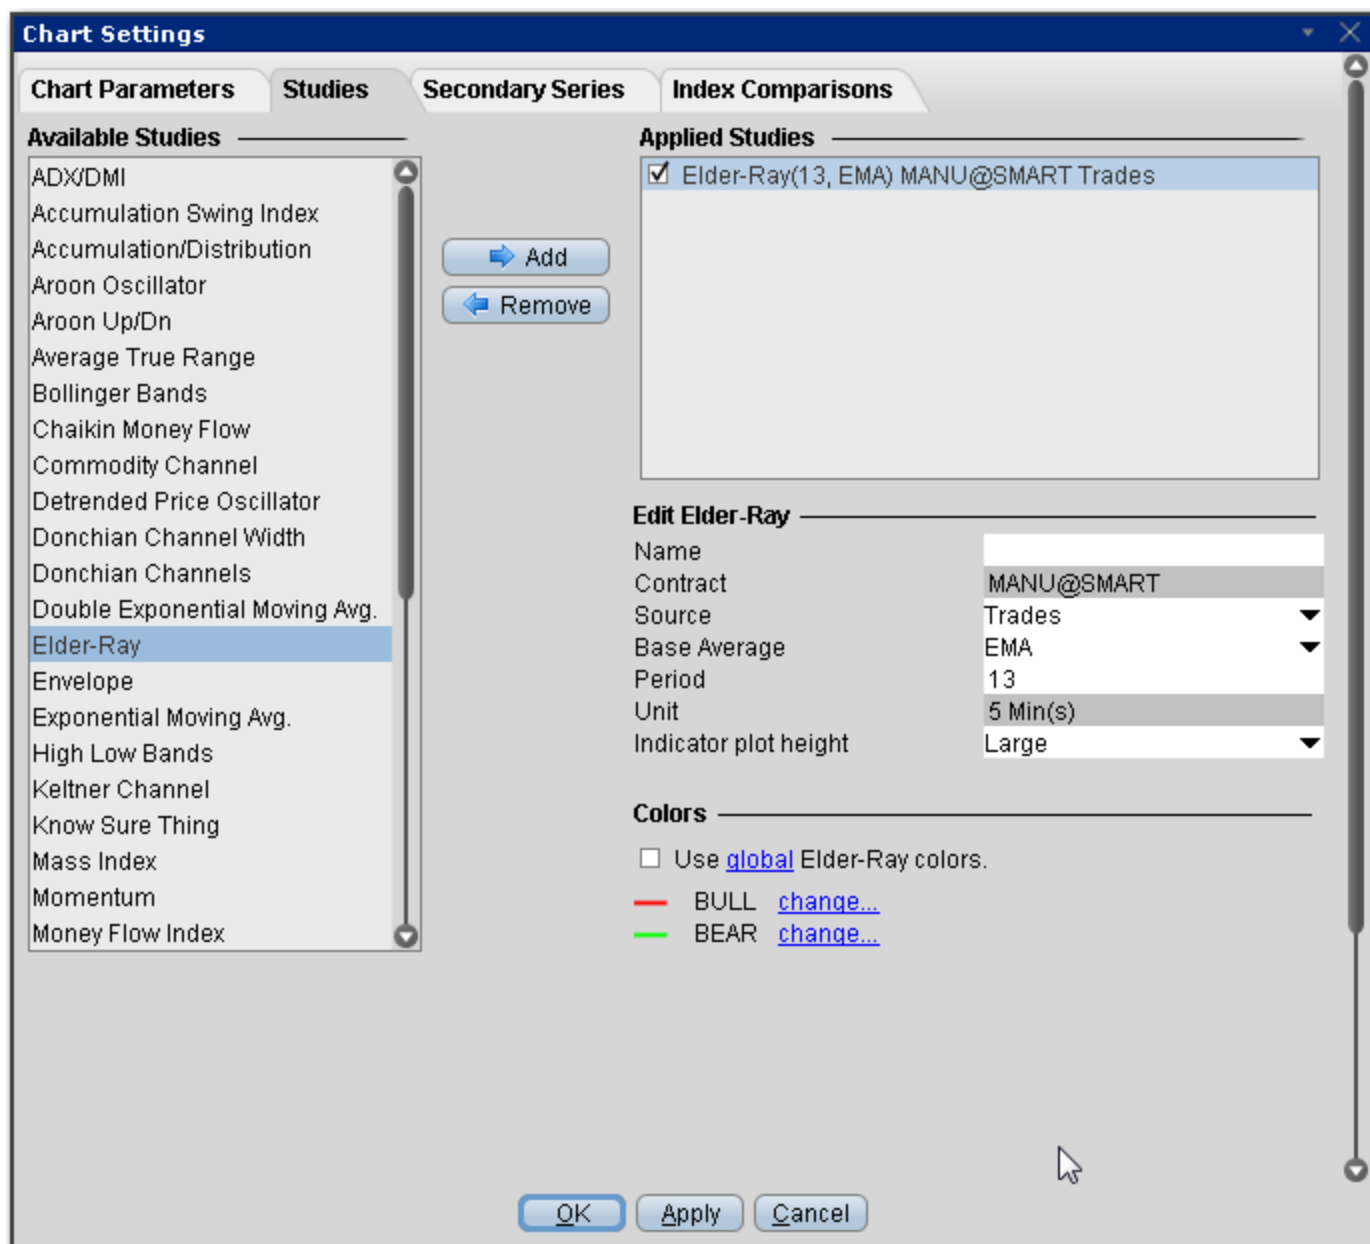 Chart Settings
Chart Parameters
Studies
Secondary Series
Index Comparisons
Available Studies
ADX/DMI
Accumulation Swing Index
Accumulation/Distribution
Aroon Oscillator
Aroon Up/Dn
Average True Range
Bollinger Bands
Chaikin Money Flow
Commodity Channel
Detrended Price Oscillator
Donchian Channel Width
Donchian Channels
Double Exponential Moving Avg.
Elder-Ray
Envelope
Exponential Moving Avg.
High Low Bands
Keltner Channel
Know Sure Thing
Mass Index
Momentum
Money Flow Index
Add
Remove
Applied Studies
Elder-Ray(13, EMA) MANU@SMART Trades
Edit Elder-Ray
Name
Contract MANU@SMART
Source Trades
Base Average EMA
Period 13
Unit 5 Min(s)
Indicator plot height Large
Colors
Use global Elder-Ray colors.
BULL change...
BEAR change...
OK
Apply
Cancel